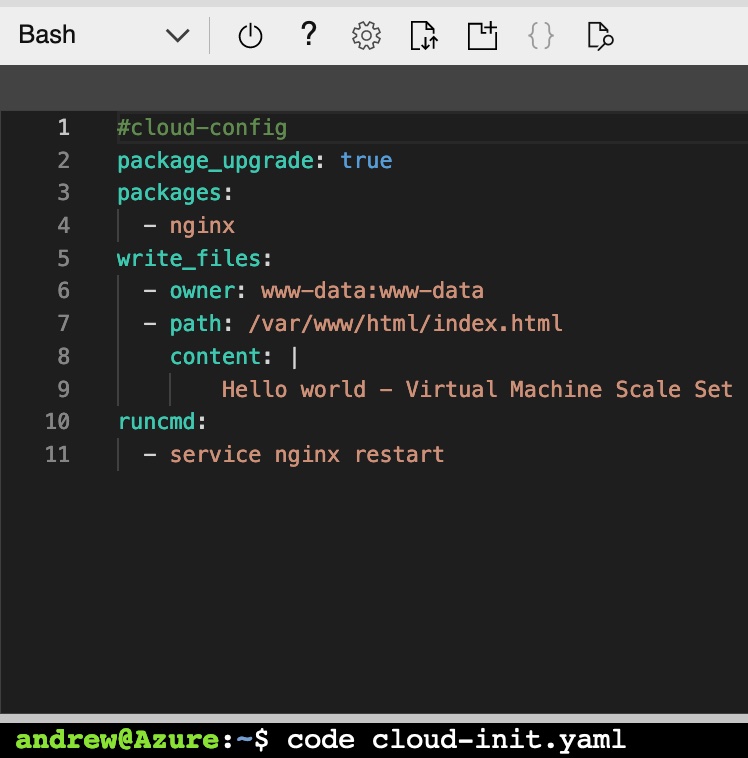 Bash
?
{}
1 #cloud-config
2 package_upgrade: true
3 packages:
4   - nginx
5 write_files:
6   - owner: www-data:www-data
7   - path: /var/www/html/index.html
8     content: |
9         Hello world - Virtual Machine Scale Set
10 runcmd:
11   - service nginx restart
andrew@Azure:~$ code cloud-init.yaml